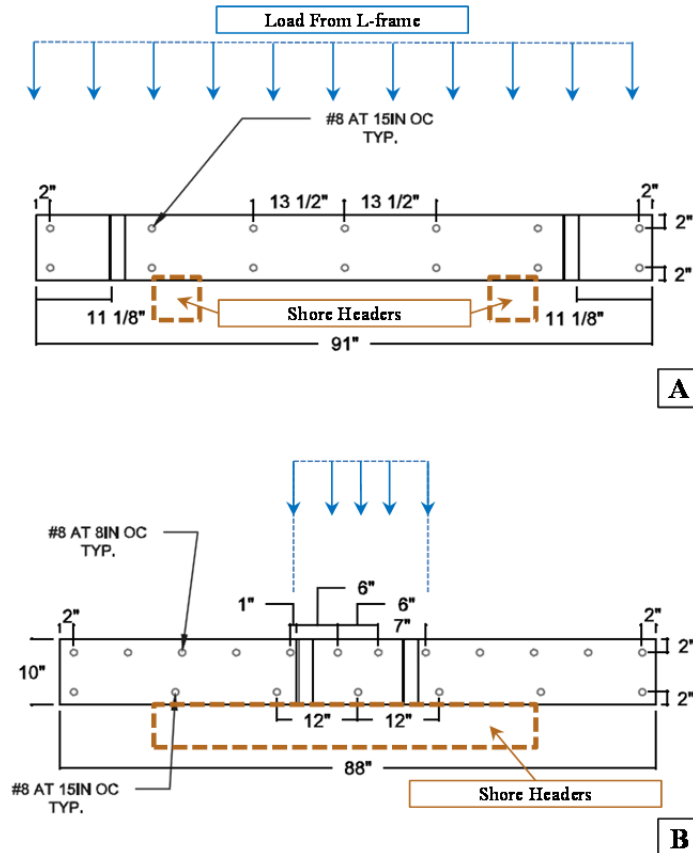 Load From L-frame
#8 AT 15IN OC
TYP.
2"
13 1/2"
13 1/2"
2"
2"
2"
11 1/8"
Shore Headers
11 1/8"
91"
A
#8 AT 8IN OC
TYP.
6"
1"
6"
2"
7"
2"
10"
2"
2"
12"
12"
88"
#8 AT 15IN OC
TYP.
Shore Headers
B